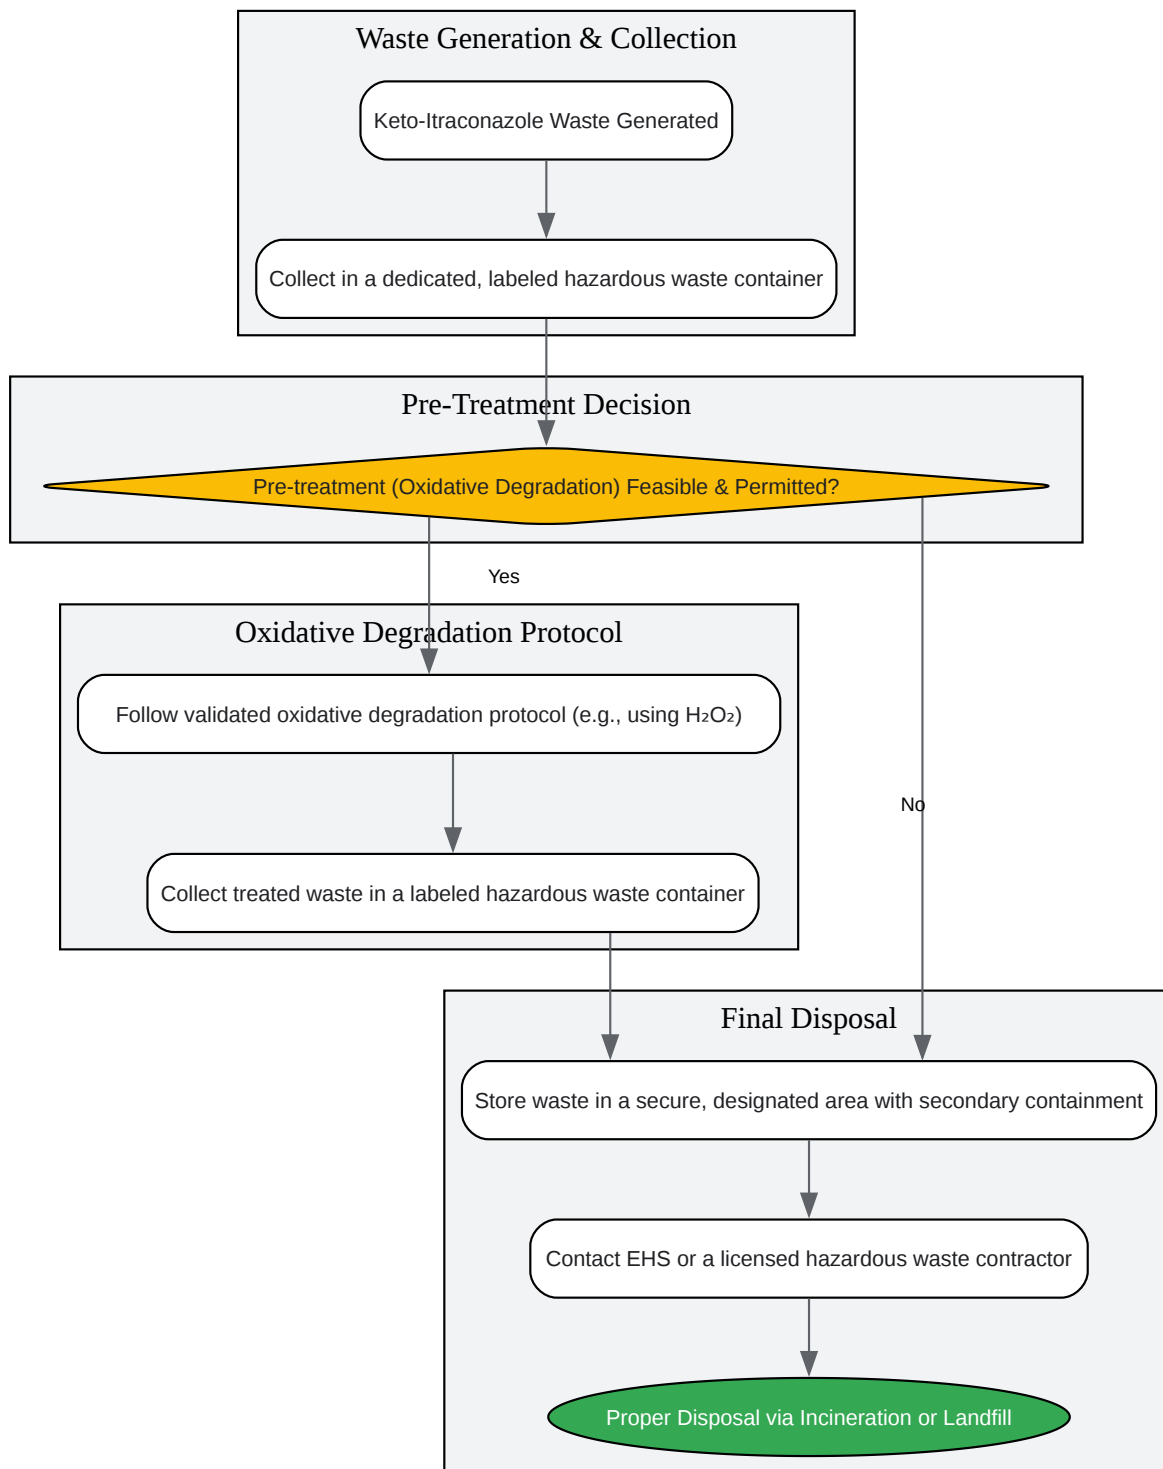 Waste Generation & Collection
Keto-Itraconazole Waste Generated
Collect in a dedicated, labeled hazardous waste container
Pre-Treatment Decision
Pre-treatment (Oxidative Degradation) Feasible & Permitted?
Yes
Oxidative Degradation Protocol
Follow validated oxidative degradation protocol (e.g., using H₂O₂)
No
Collect treated waste in a labeled hazardous waste container
Final Disposal
Store waste in a secure, designated area with secondary containment
Contact EHS or a licensed hazardous waste contractor
Proper Disposal via Incineration or Landfill